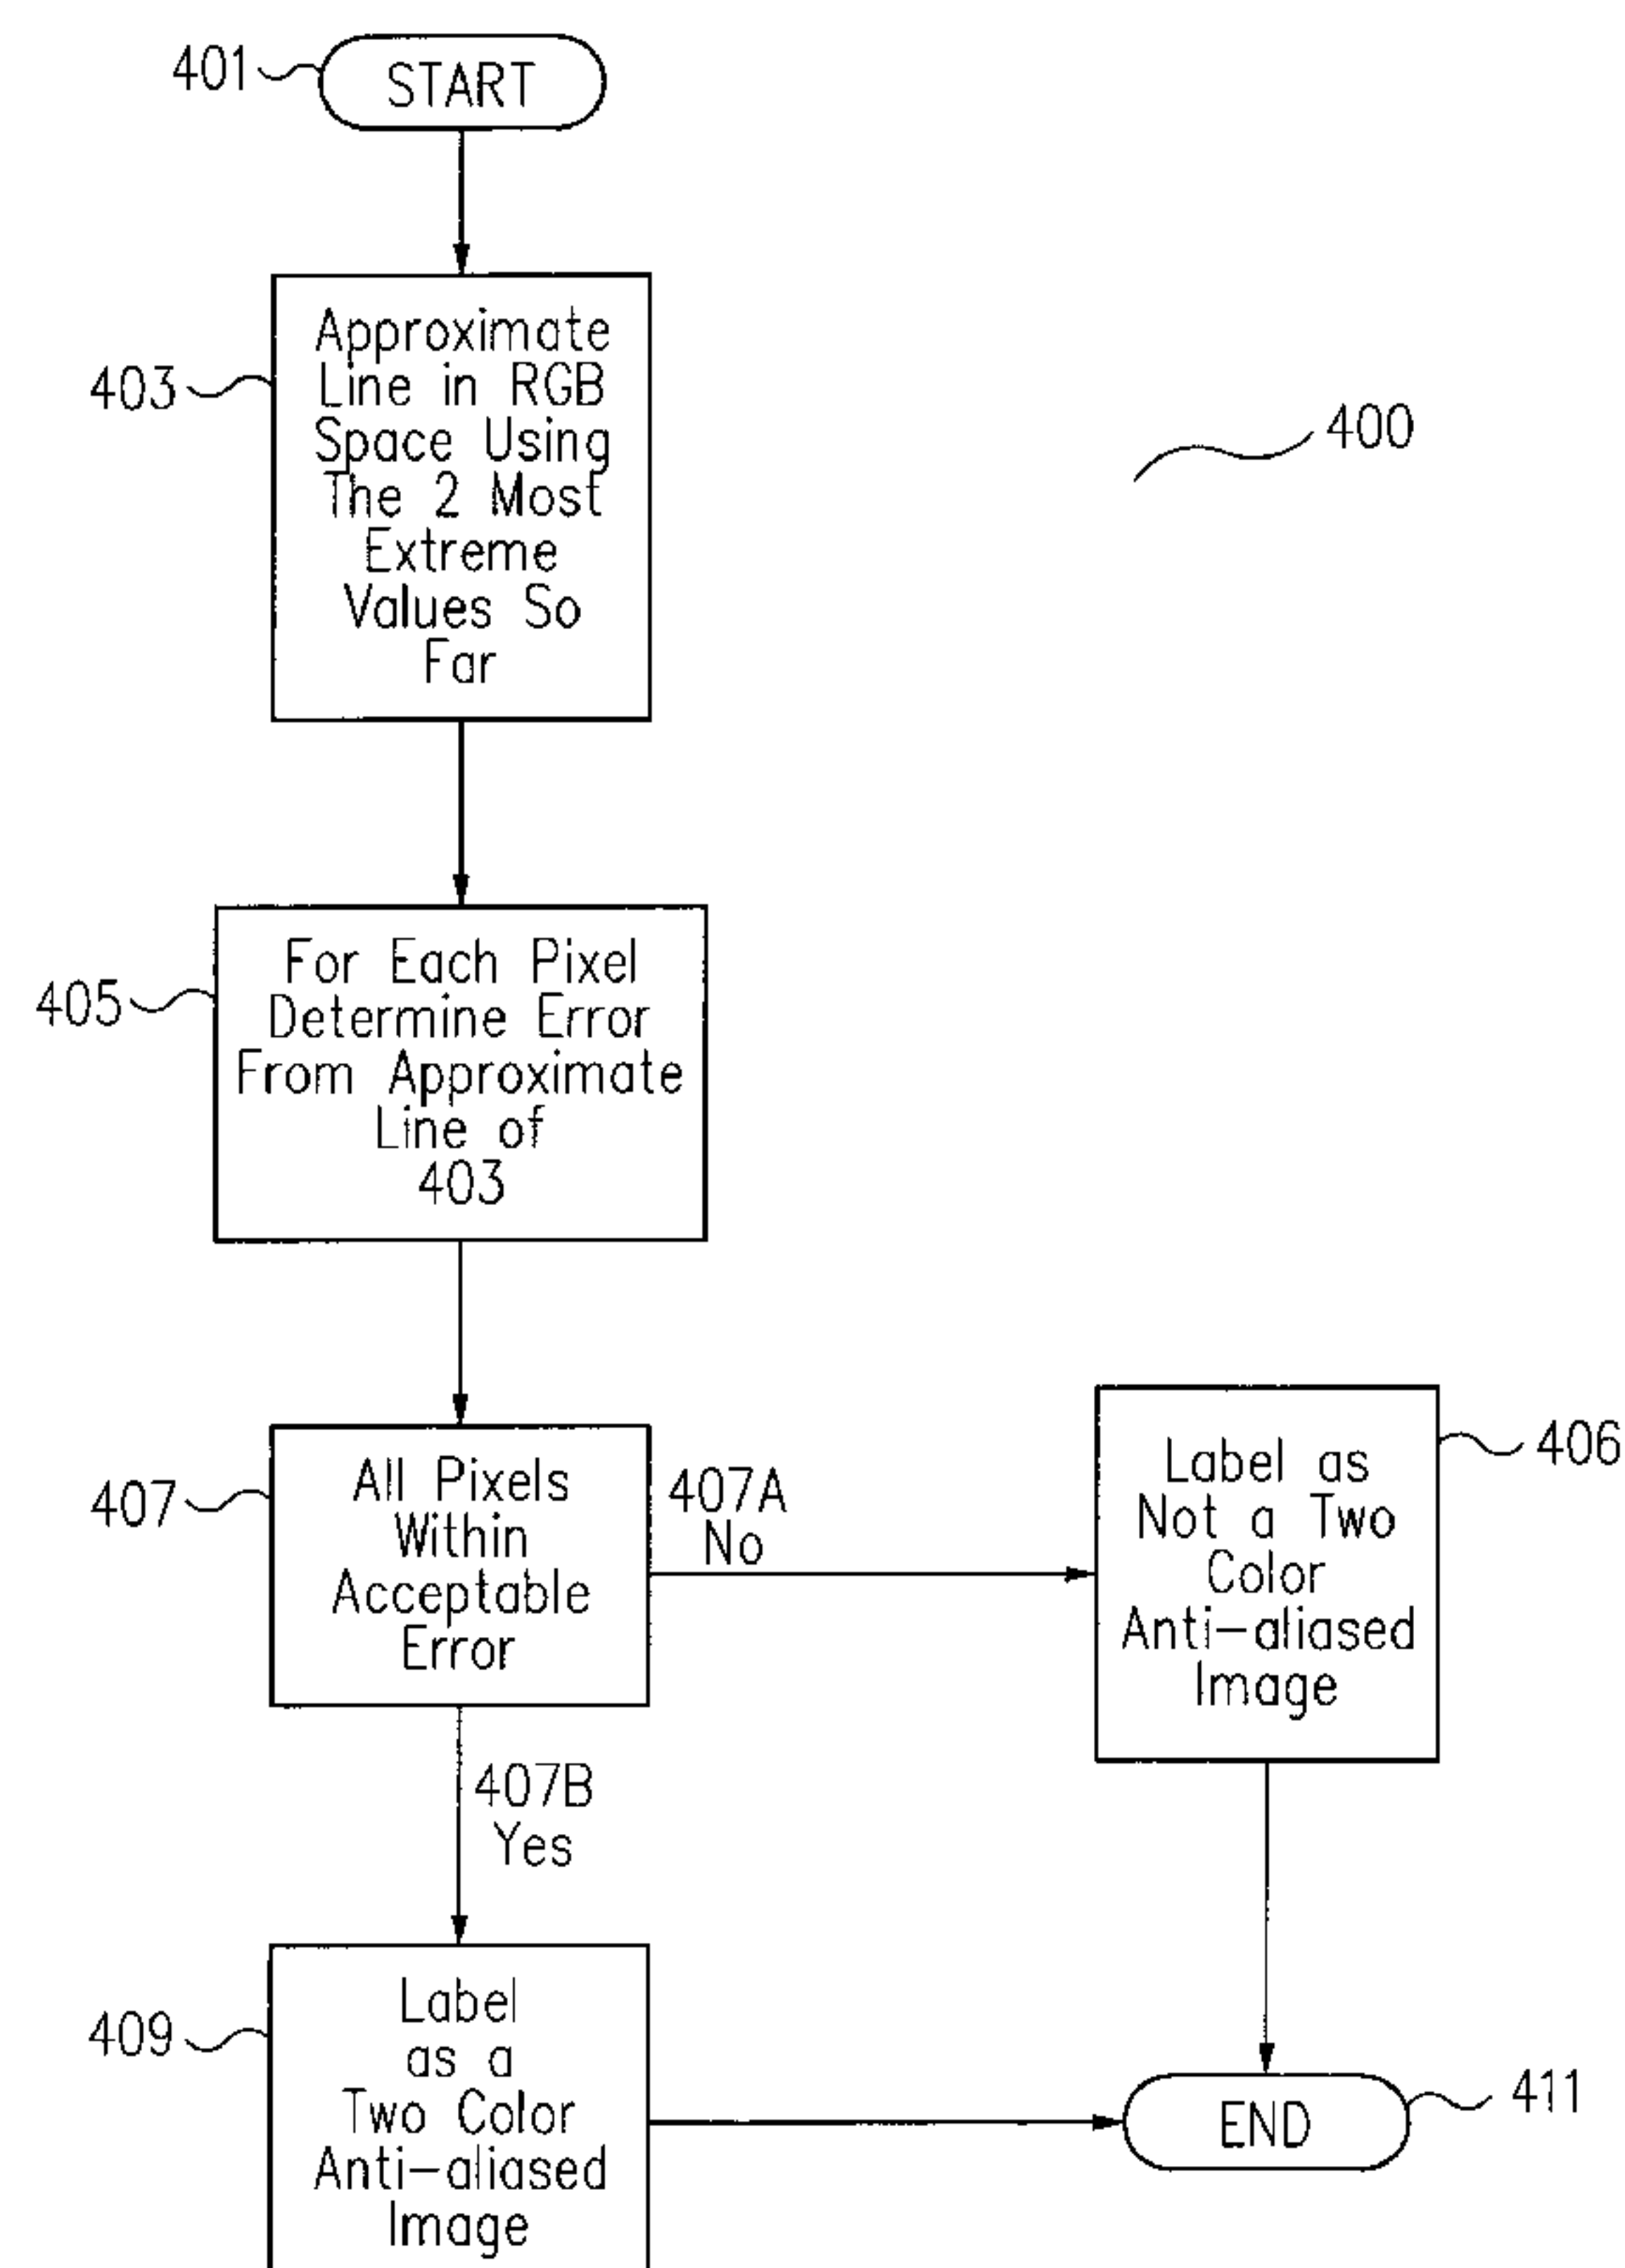 401
START
403
Approximate
Line in RGB
Space Using
The 2 Most
Extreme
Values So
Far
400
405
For Each Pixel
Determine Error
From Approximate
Line of
403
407
All Pixels
Within
Acceptable
Error
407A
No
406
Label as
Not a Two
Color
Anti-aliased
Image
407B
Yes
409
Label
as a
Two Color
Anti-aliased
Image
END
411